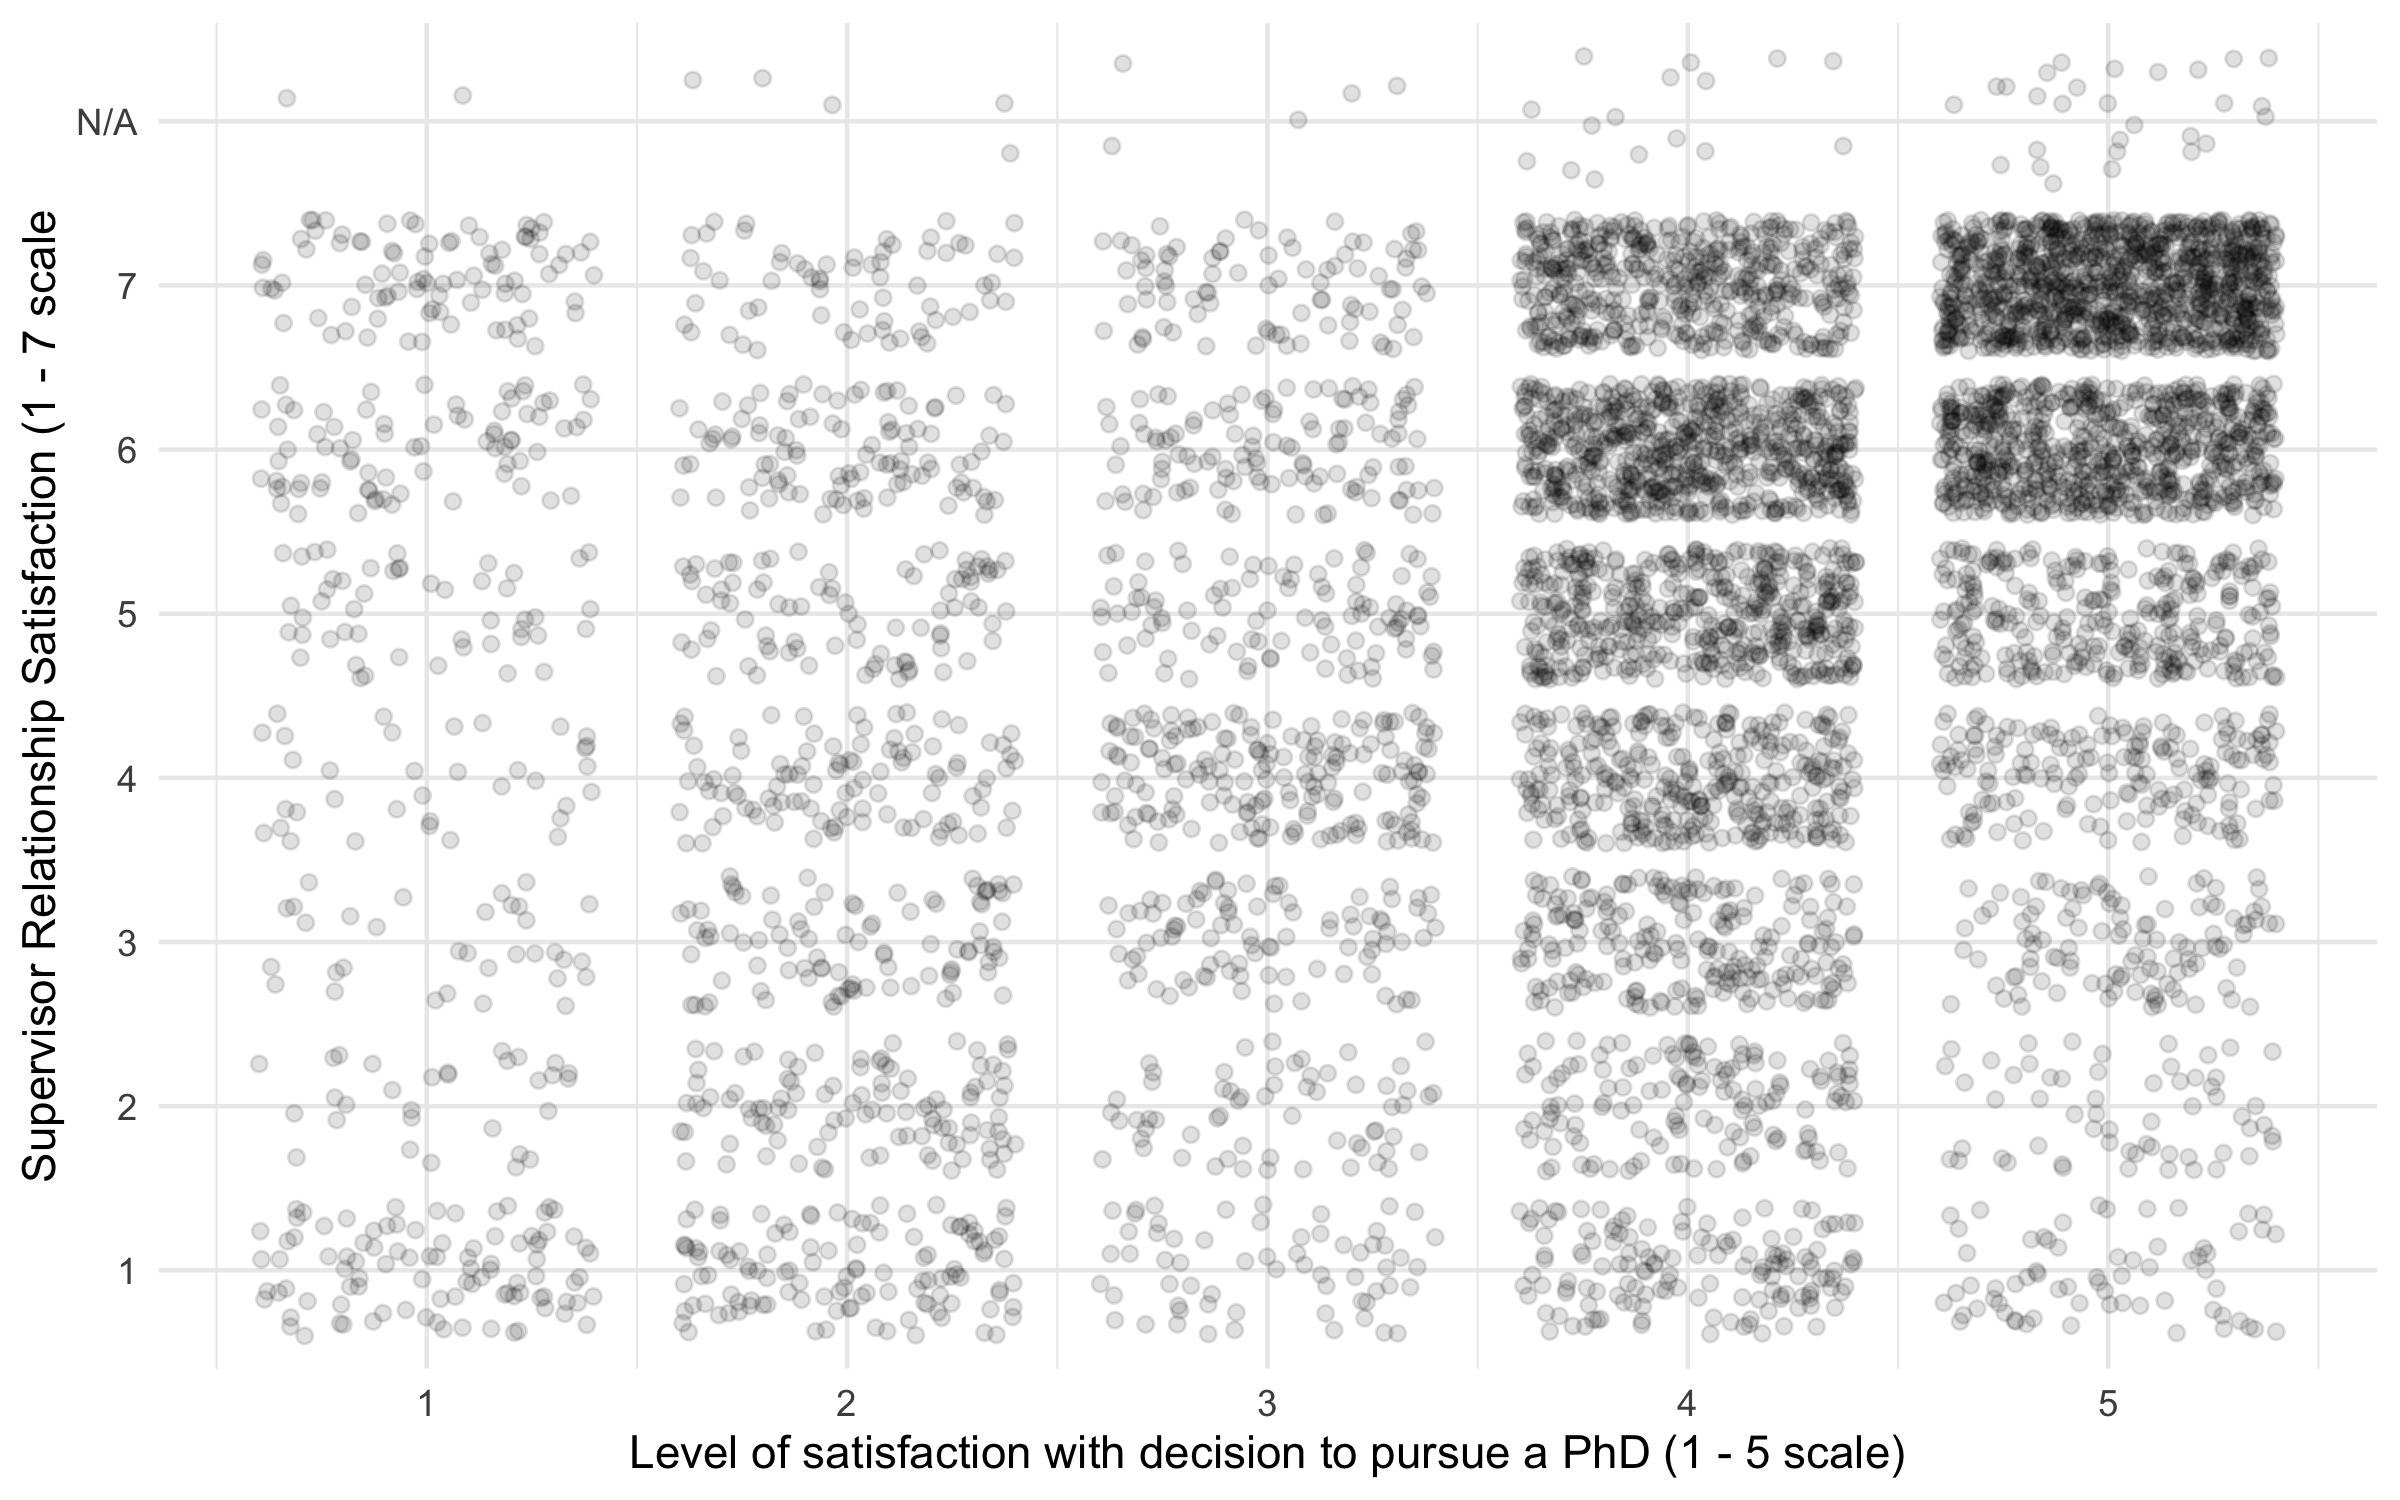 Supervisor Relationship Satisfaction (1 - 7 scale
N/A
7
6
5
4
3
2
1
1 2 3 4 5
Level of satisfaction with decision to pursue a PhD (1 - 5 scale)